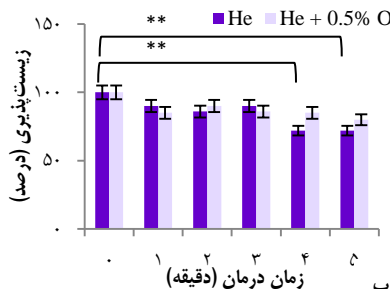 He He + 0.5% O
**
**
زیست‌پذیری (درصد)
۱۵۰
۱۰۰
۵۰
۰
۰ ۱ ۲ ۳ ۴ ۵
زمان درمان (دقیقه)